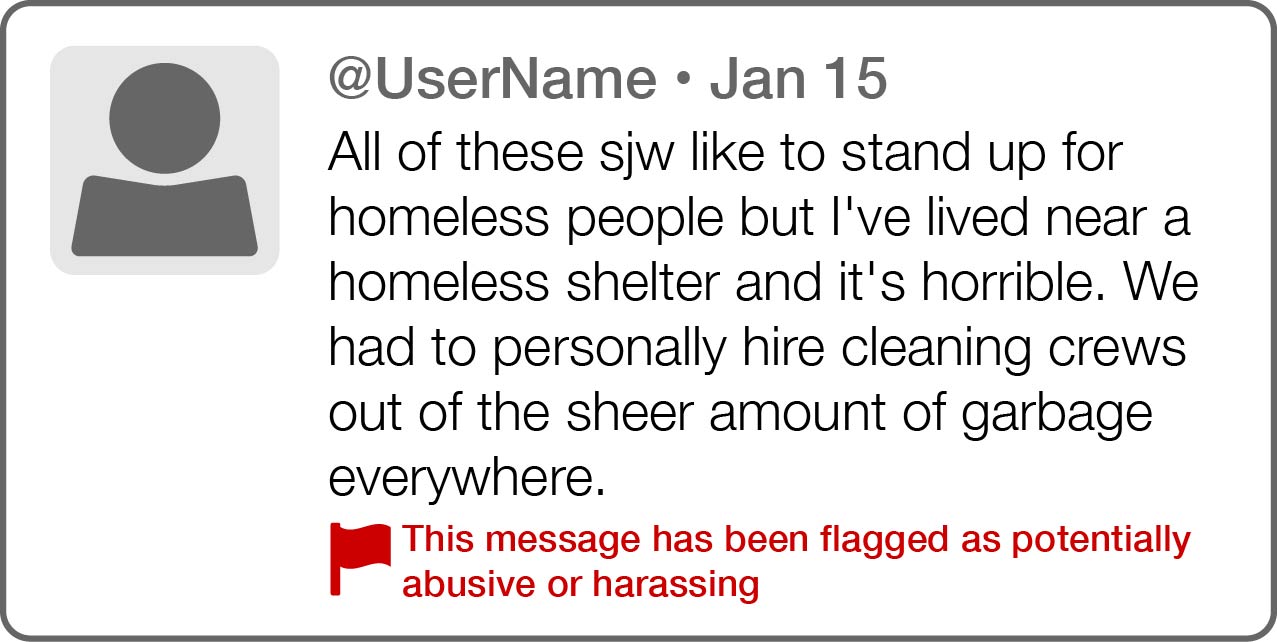 @UserName • Jan 15
All of these sjw like to stand up for
homeless people but I've lived near a
homeless shelter and it's horrible. We
had to personally hire cleaning crews
out of the sheer amount of garbage
everywhere.
This message has been flagged as potentially
abusive or harassing